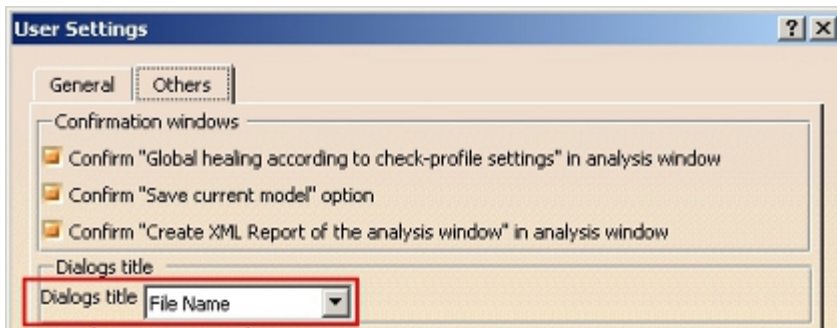 User Settings
General Others
Confirmation windows
Confirm "Global healing according to check-profile settings" in analysis window
Confirm "Save current model" option
Confirm "Create XML Report of the analysis window" in analysis window
Dialogs title
Dialogs title File Name